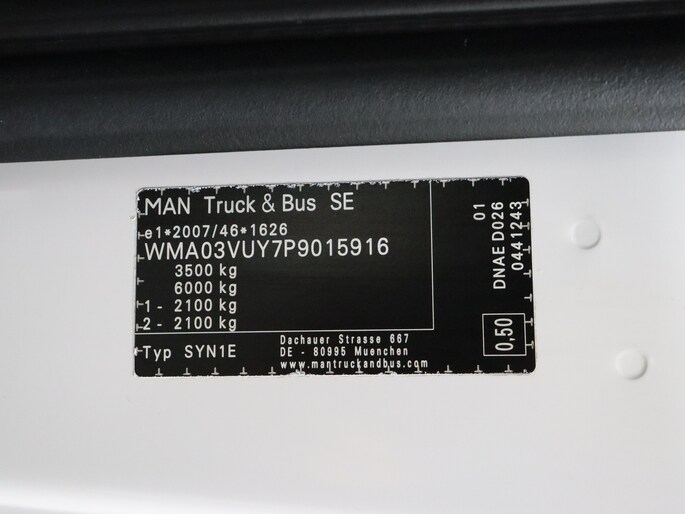 MAN Truck & Bus SE
e1*2007/46*1626
WMA03VUY7P9015916
3500 kg
6000 kg
1 - 2100 kg
2 - 2100 kg
Typ SYN1E
Dachauer Strasse 667
DE - 80995 Muenchen
www.mantruckandbus.com
01
DNAE D026
0441243
0,50